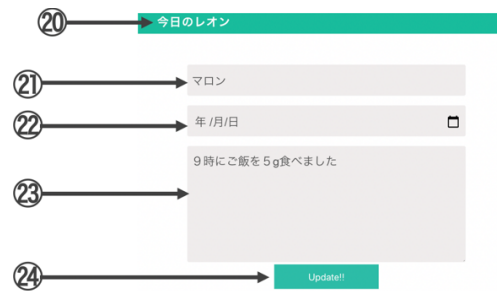 ⑳ 今日のレオン
㉑ マロン
㉒ 年 /月/日
㉓ 9時にご飯を5g食べました
㉔ Update!!